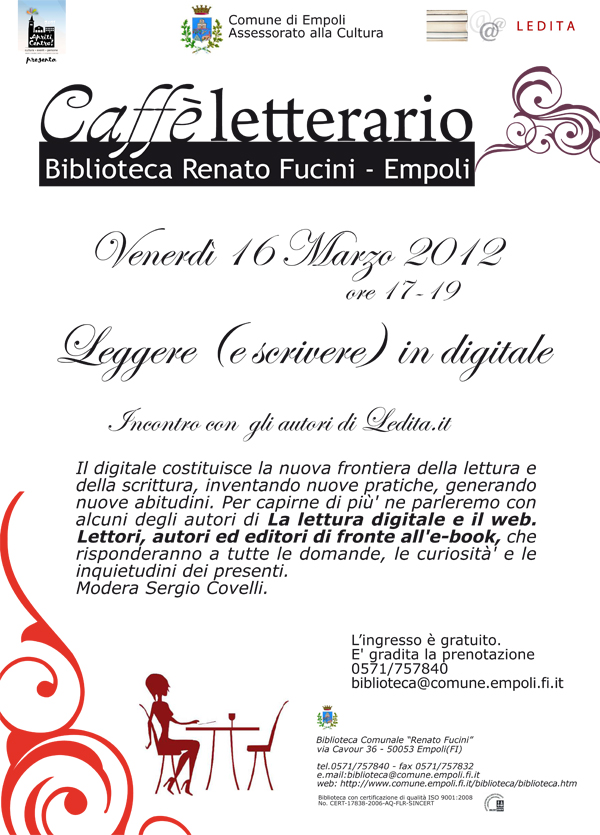 Apriti
Centro!
presenta
Comune di Empoli
Assessorato alla Cultura
@ @
LEDITA
Caffè letterario
Biblioteca Renato Fucini - Empoli
Venerdì 16 Marzo 2012
ore 17-19
Leggere (e scrivere) in digitale
Incontro con gli autori di Ledita.it
Il digitale costituisce la nuova frontiera della lettura e
della scrittura, inventando nuove pratiche, generando
nuove abitudini. Per capirne di più' ne parleremo con
alcuni degli autori di La lettura digitale e il web.
Lettori, autori ed editori di fronte all'e-book, che
risponderanno a tutte le domande, le curiosità' e le
inquietudini dei presenti.
Modera Sergio Covelli.
L’ingresso è gratuito.
E' gradita la prenotazione
0571/757840
biblioteca@comune.empoli.fi.it
Biblioteca Comunale “Renato Fucini”
via Cavour 36 - 50053 Empoli(FI)
tel.0571/757840 - fax 0571/757832
e.mail:biblioteca@comune.empoli.fi.it
web: http://www.comune.empoli.fi.it/biblioteca/biblioteca.htm
Biblioteca con certificazione di qualità ISO 9001:2008
No. CERT-17838-2006-AQ-FLR-SINCERT